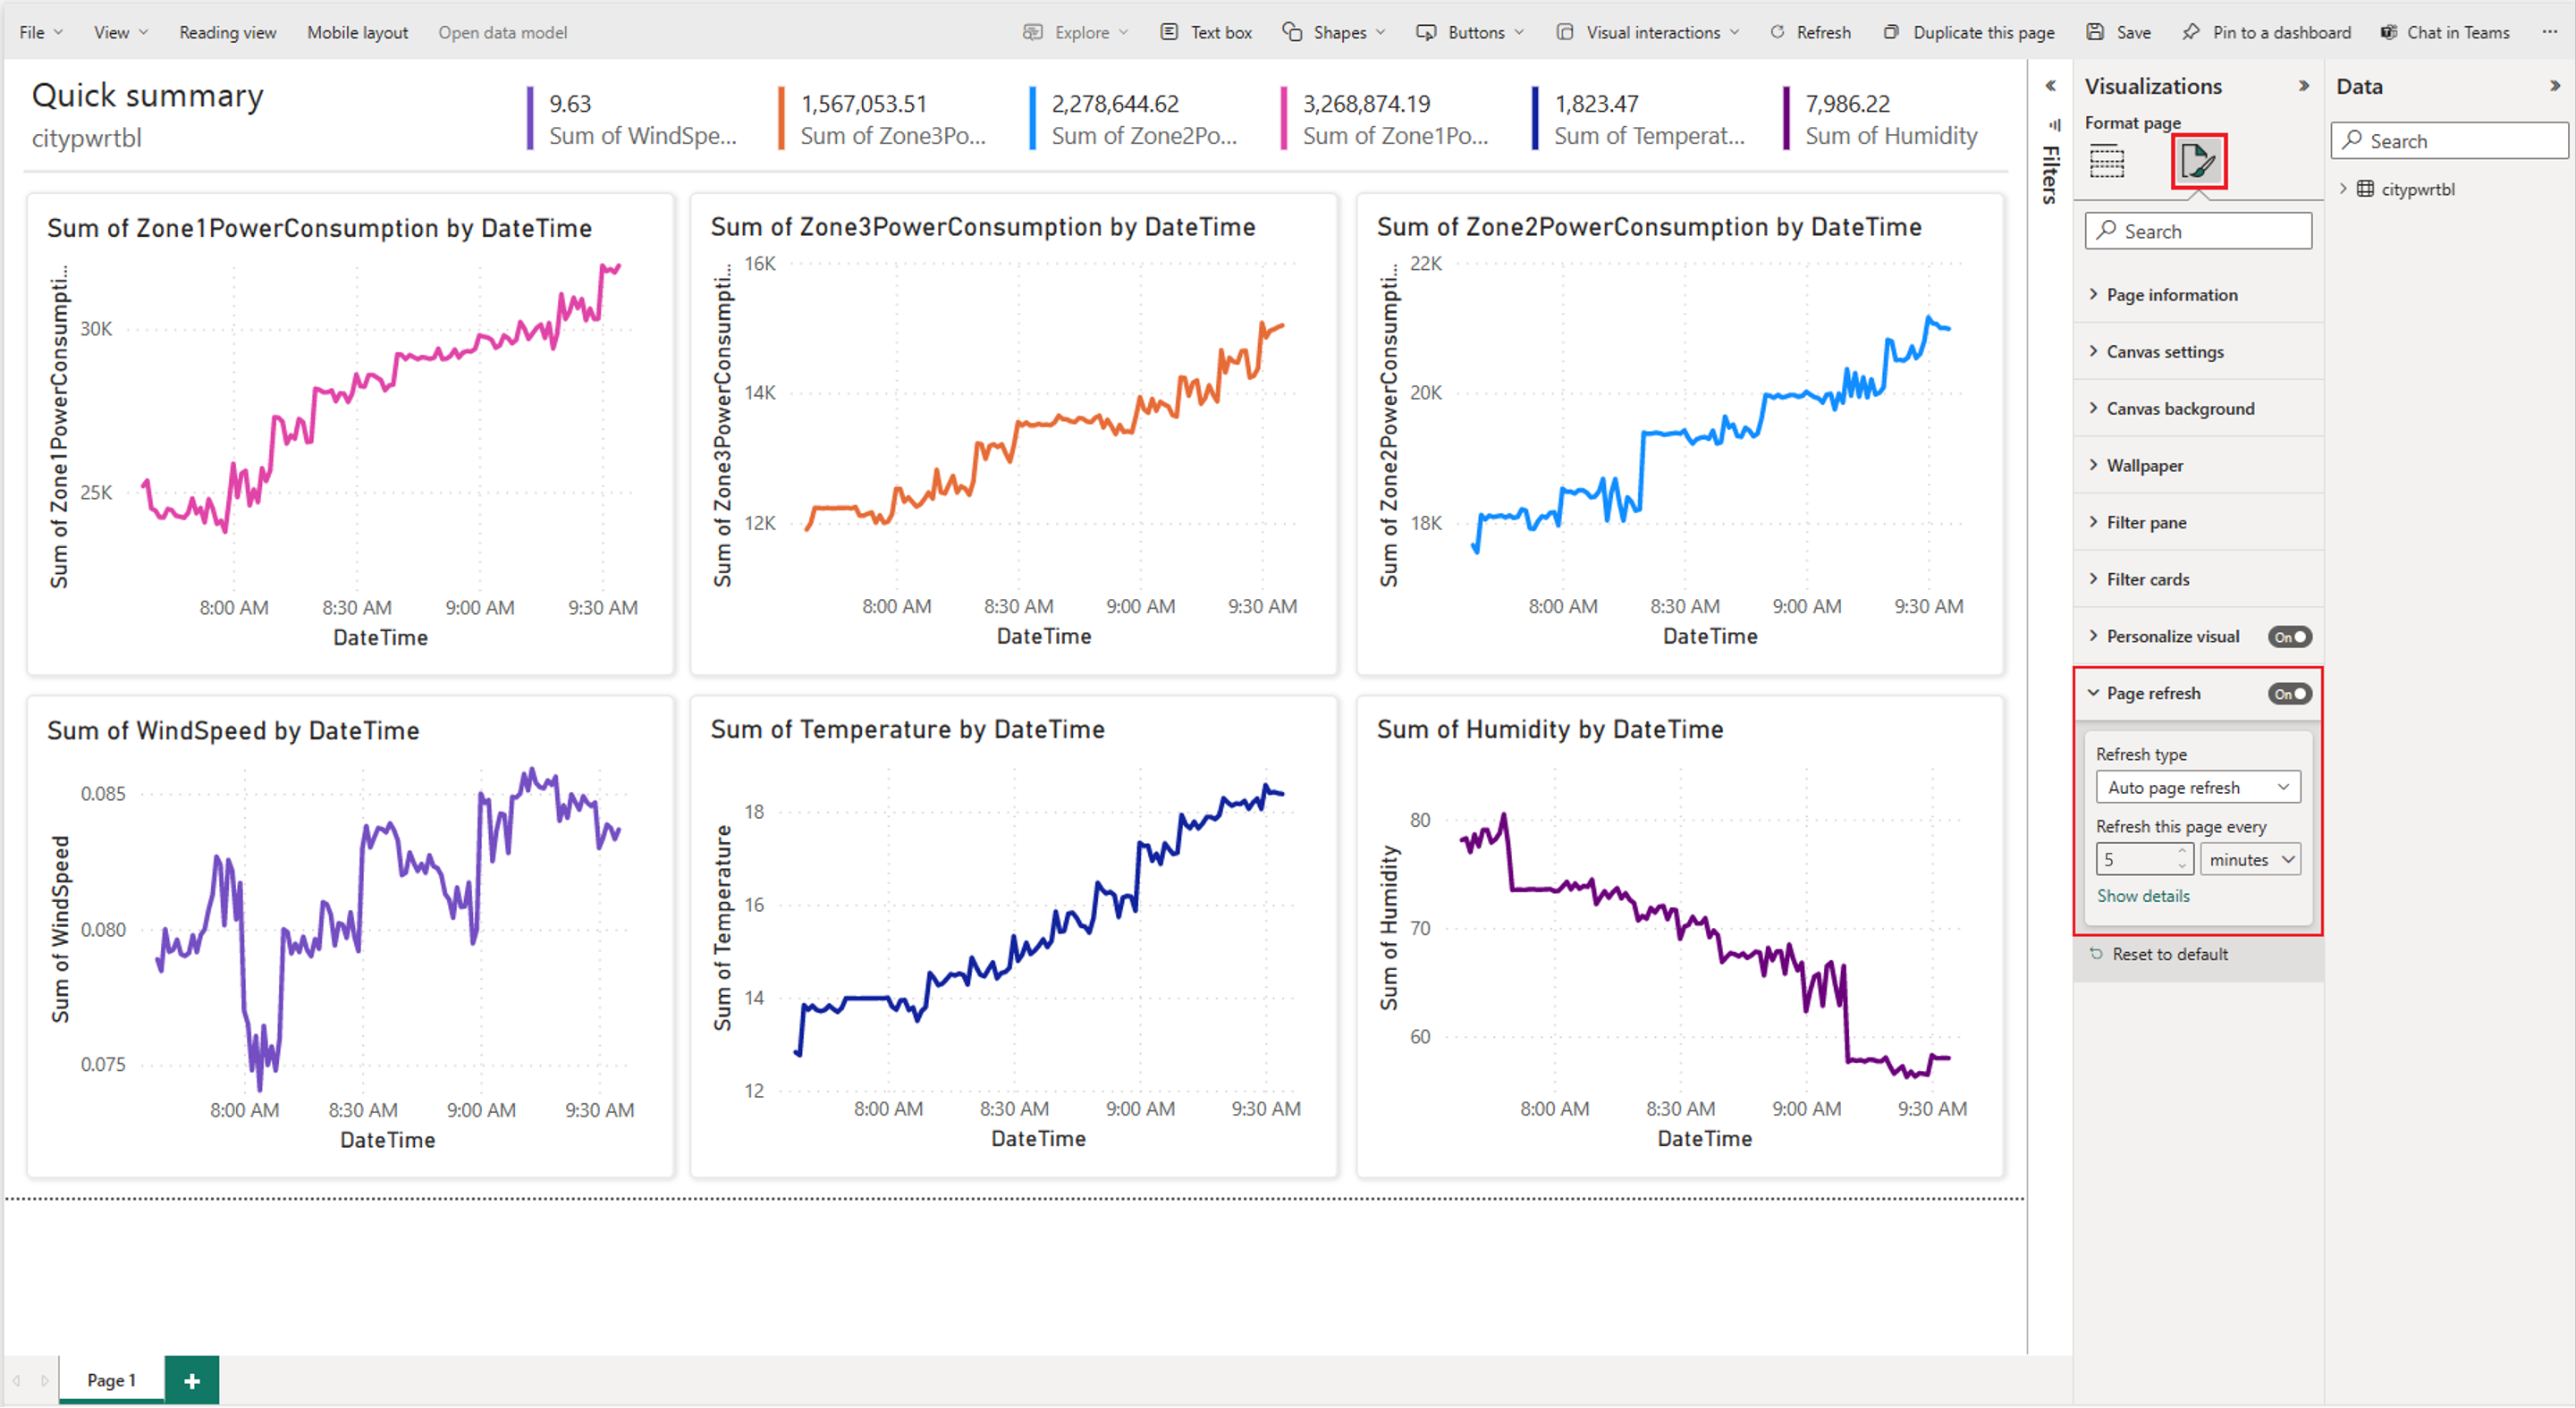 File View Reading view Mobile layout Open data model Explore Text box Shapes Buttons Visual interactions Refresh Duplicate this page Save Pin to a dashboard Chat in Teams ...
Quick summary
citypwrtbl
9.63
Sum of WindSpe...
1,567,053.51
Sum of Zone3Po...
2,278,644.62
Sum of Zone2Po...
3,268,874.19
Sum of Zone1Po...
1,823.47
Sum of Temperat...
7,986.22
Sum of Humidity
Sum of Zone1PowerConsumption by DateTime
Sum of Zone1PowerConsumpti...
30K
25K
8:00 AM 8:30 AM 9:00 AM 9:30 AM
DateTime
Sum of Zone3PowerConsumption by DateTime
Sum of Zone3PowerConsumpti...
16K
14K
12K
8:00 AM 8:30 AM 9:00 AM 9:30 AM
DateTime
Sum of Zone2PowerConsumption by DateTime
Sum of Zone2PowerConsumpti...
22K
20K
18K
8:00 AM 8:30 AM 9:00 AM 9:30 AM
DateTime
Sum of WindSpeed by DateTime
Sum of WindSpeed
0.085
0.080
0.075
8:00 AM 8:30 AM 9:00 AM 9:30 AM
DateTime
Sum of Temperature by DateTime
Sum of Temperature
18
16
14
12
8:00 AM 8:30 AM 9:00 AM 9:30 AM
DateTime
Sum of Humidity by DateTime
Sum of Humidity
80
70
60
8:00 AM 8:30 AM 9:00 AM 9:30 AM
DateTime
Page 1
Filters
Visualizations
Format page
Search
Page information
Canvas settings
Canvas background
Wallpaper
Filter pane
Filter cards
Personalize visual On
Page refresh On
Refresh type
Auto page refresh
Refresh this page every
5 minutes
Show details
Reset to default
Data
Search
citypwrtbl